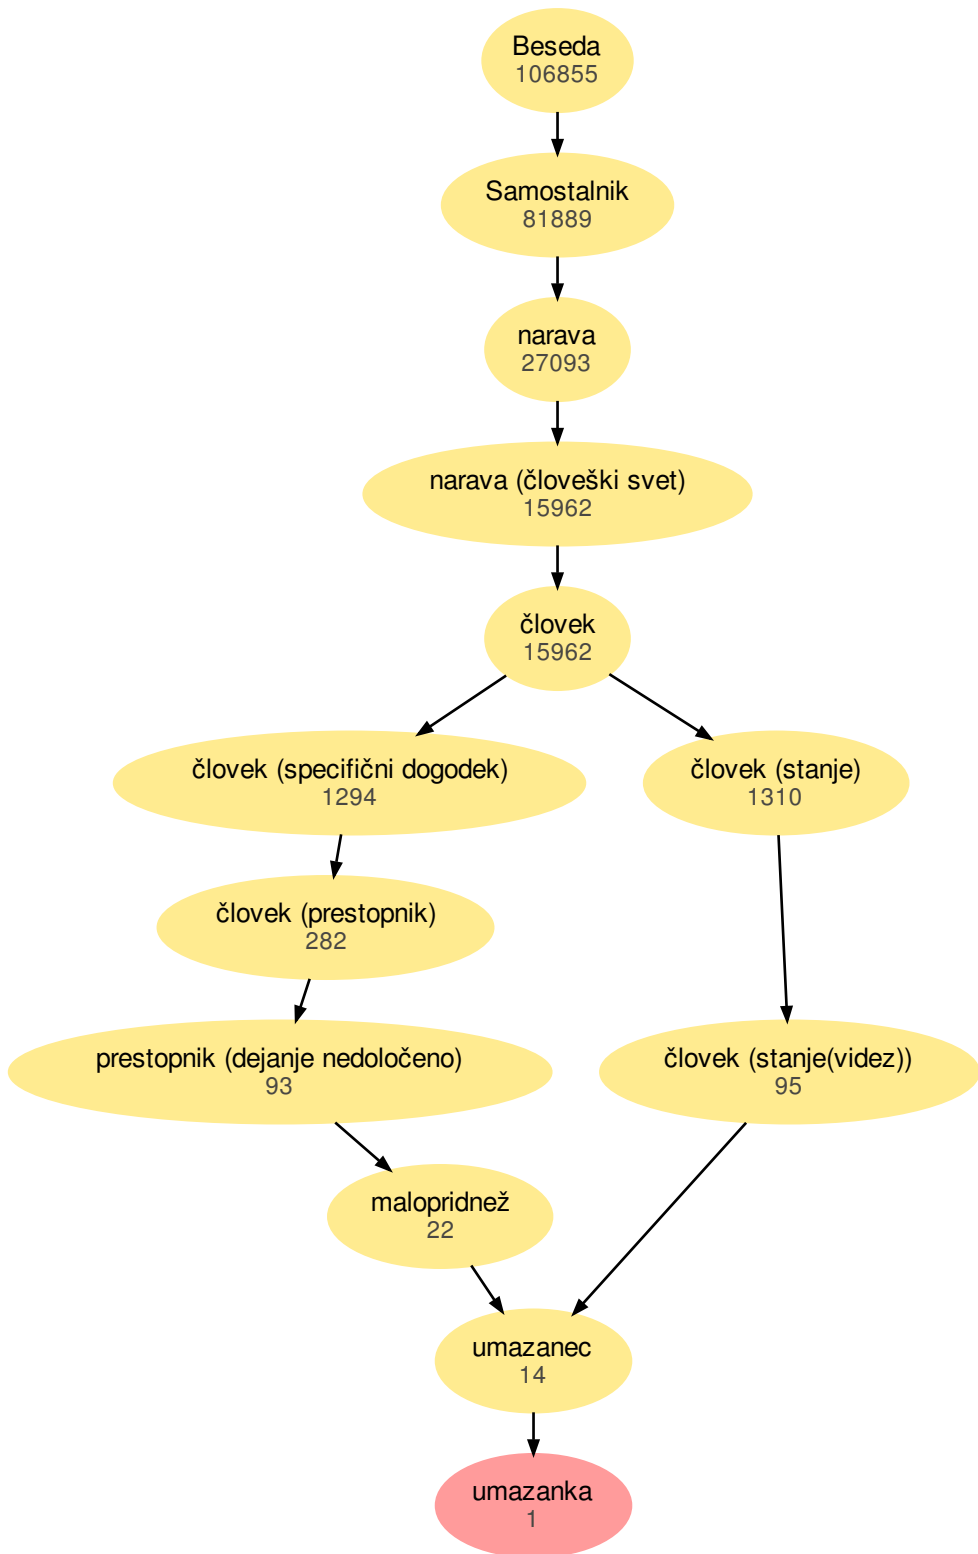 Beseda
106855
Samostalnik
81889
narava
27093
narava (človeški svet)
15962
človek
15962
človek (specifični dogodek)
1294
človek (stanje)
1310
človek (prestopnik)
282
prestopnik (dejanje nedoločeno)
93
človek (stanje(videz))
95
malopridnež
22
umazanec
14
umazanka
1